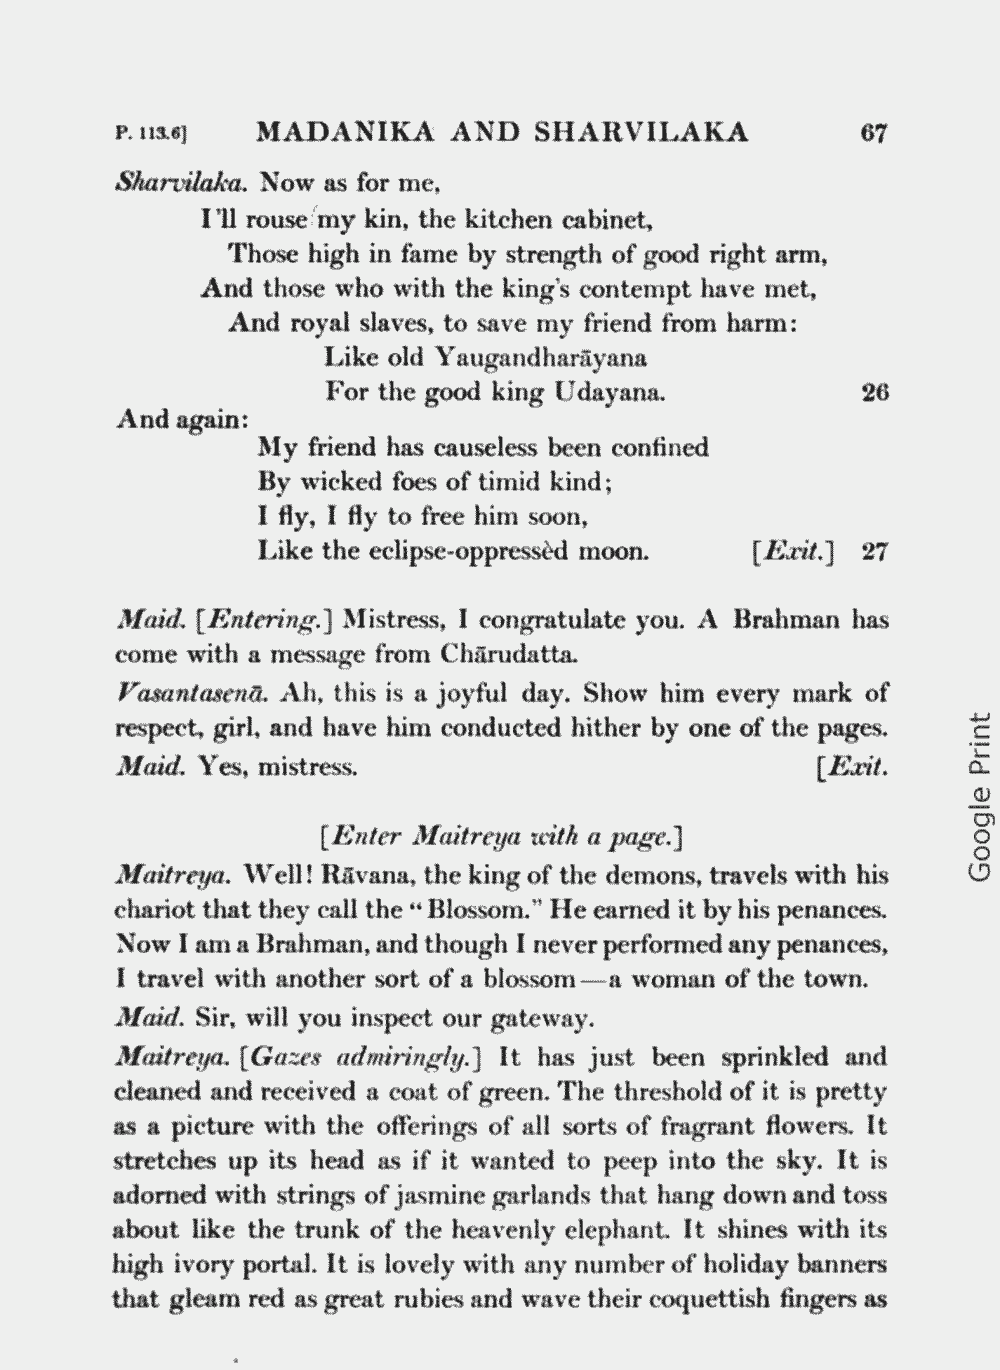 P. 113.6] MADANIKA AND SHARVILAKA 67
Sharvilaka. Now as for me,
I'll rouse my kin, the kitchen cabinet,
Those high in fame by strength of good right arm,
And those who with the king's contempt have met,
And royal slaves, to save my friend from harm:
Like old Yaugandharāyana
For the good king Udayana. 26
And again:
My friend has causeless been confined
By wicked foes of timid kind;
I fly, I fly to free him soon,
Like the eclipse-oppressèd moon. [Exit.] 27
Maid. [Entering.] Mistress, I congratulate you. A Brahman has
come with a message from Chārudatta.
Vasantasenā. Ah, this is a joyful day. Show him every mark of
respect, girl, and have him conducted hither by one of the pages.
Maid. Yes, mistress. [Exit.
[Enter Maitreya with a page.]
Maitreya. Well! Rāvana, the king of the demons, travels with his
chariot that they call the "Blossom." He earned it by his penances.
Now I am a Brahman, and though I never performed any penances,
I travel with another sort of a blossom—a woman of the town.
Maid. Sir, will you inspect our gateway.
Maitreya. [Gazes admiringly.] It has just been sprinkled and
cleaned and received a coat of green. The threshold of it is pretty
as a picture with the offerings of all sorts of fragrant flowers. It
stretches up its head as if it wanted to peep into the sky. It is
adorned with strings of jasmine garlands that hang down and toss
about like the trunk of the heavenly elephant. It shines with its
high ivory portal. It is lovely with any number of holiday banners
that gleam red as great rubies and wave their coquettish fingers as
Google Print